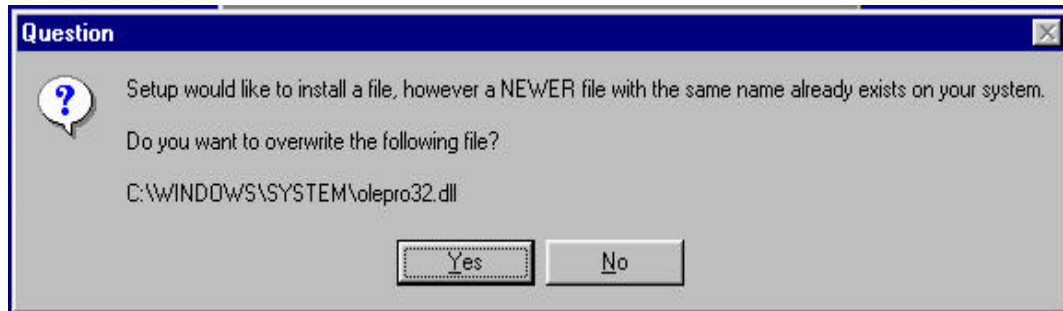 Question
Setup would like to install a file, however a NEWER file with the same name already exists on your system.
Do you want to overwrite the following file?
C:\WINDOWS\SYSTEM\olepro32.dll
Yes No